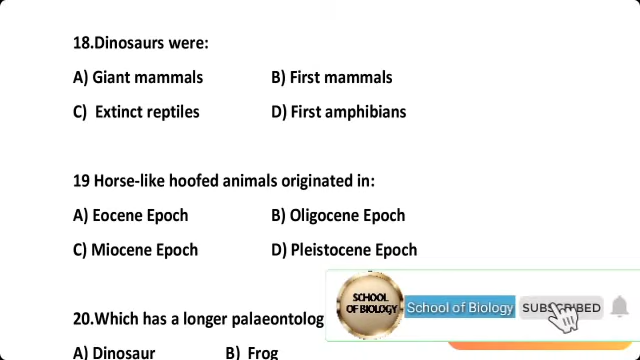 18.Dinosaurs were:
A) Giant mammals B) First mammals
C) Extinct reptiles D) First amphibians
19 Horse-like hoofed animals originated in:
A) Eocene Epoch B) Oligocene Epoch
C) Miocene Epoch D) Pleistocene Epoch
SCHOOL
OF BIOLOGY
School of Biology
SUBSCRIBED
20.Which has a longer
A) Dinosaur B) Frog